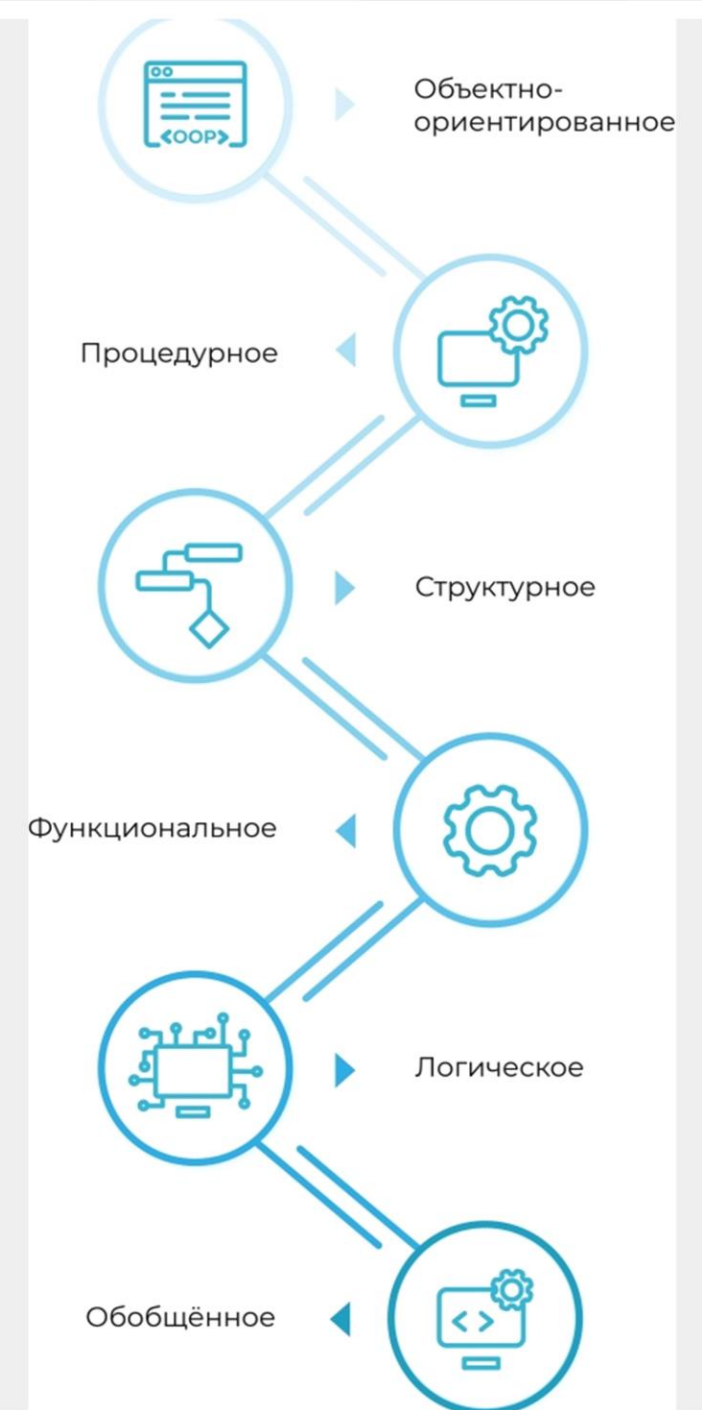 <OOP>
Объектно-
ориентированное
Процедурное
Структурное
Функциональное
Логическое
Обобщённое